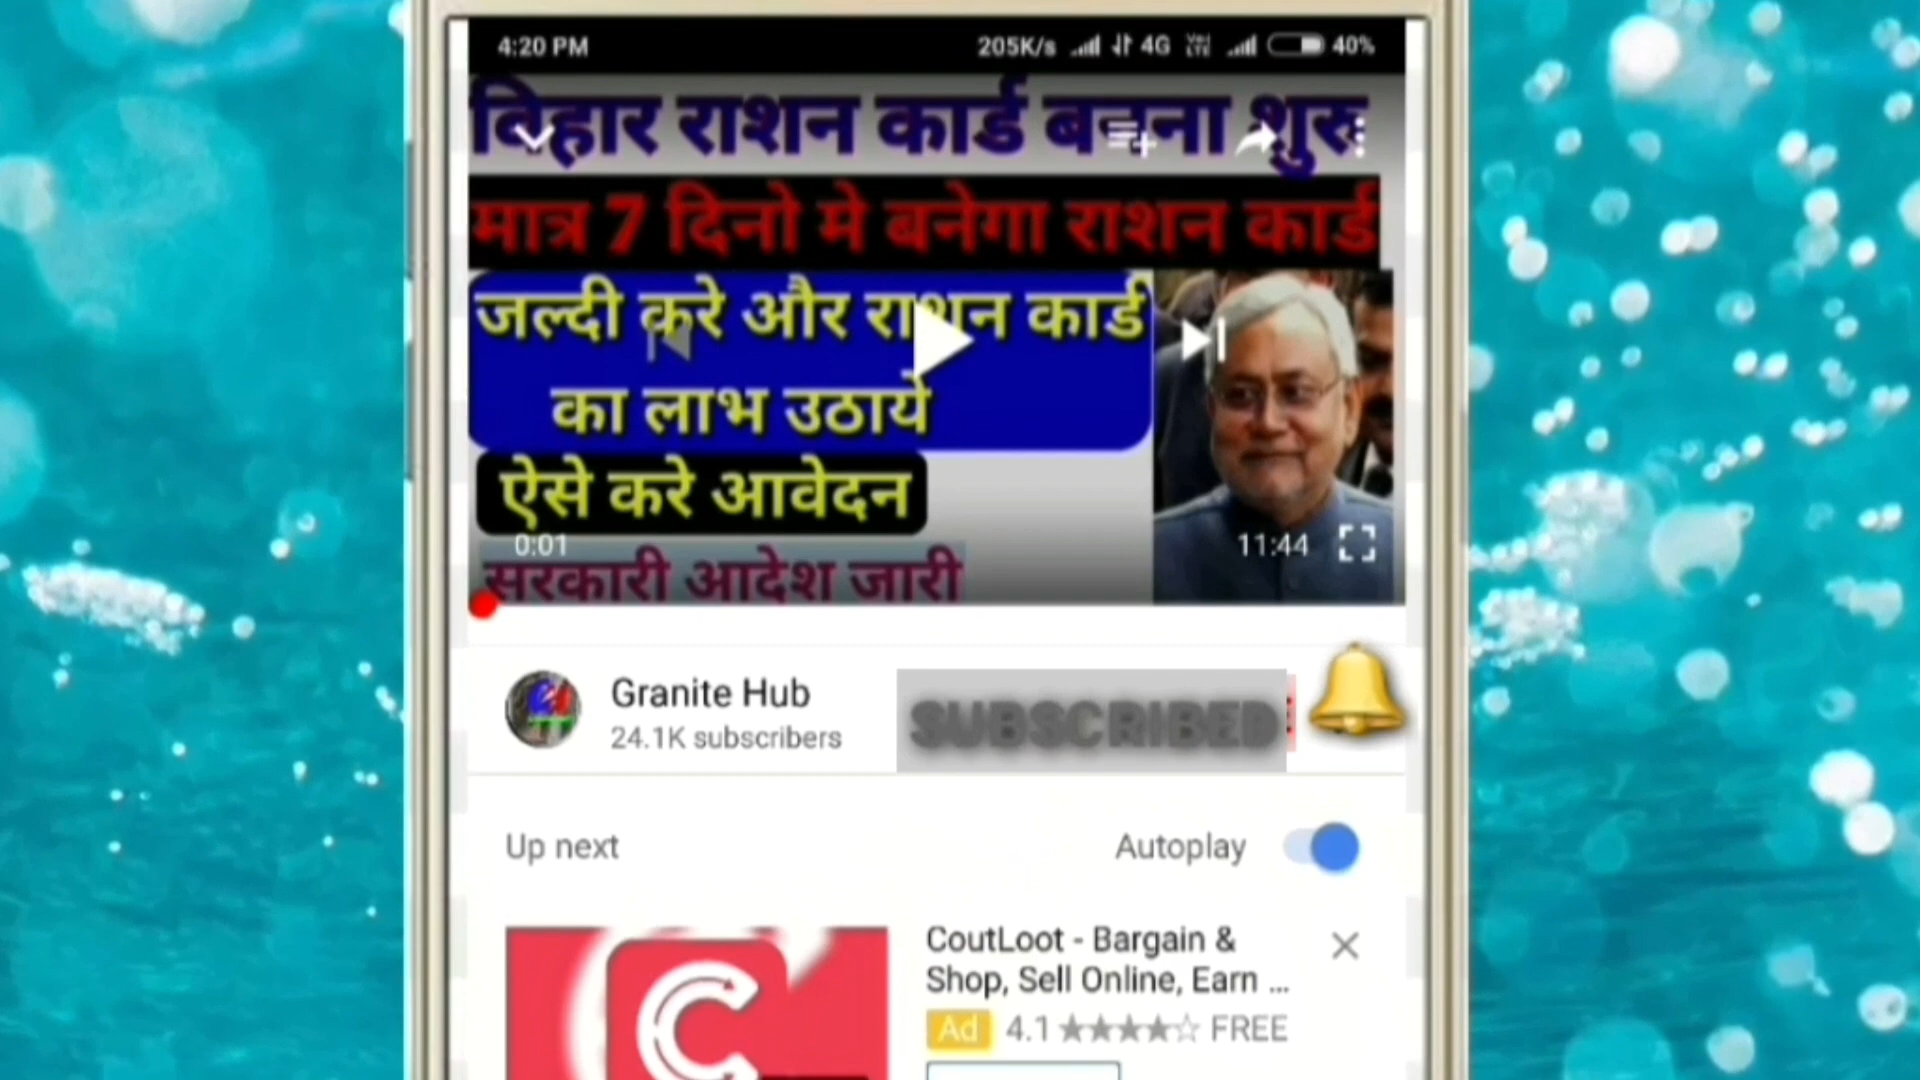 4:20 PM 205K/s 4G 40%
बिहार राशन कार्ड बनना शुरु
मात्र 7 दिनो मे बनेगा राशन कार्ड
जल्दी करे और राशन कार्ड
का लाभ उठाये
ऐसे करे आवेदन
0:01 11:44
सरकारी आदेश जारी
Granite Hub
SUBSCRIBED
24.1K subscribers
Up next Autoplay
CoutLoot - Bargain &
Shop, Sell Online, Earn ...
Ad 4.1 FREE